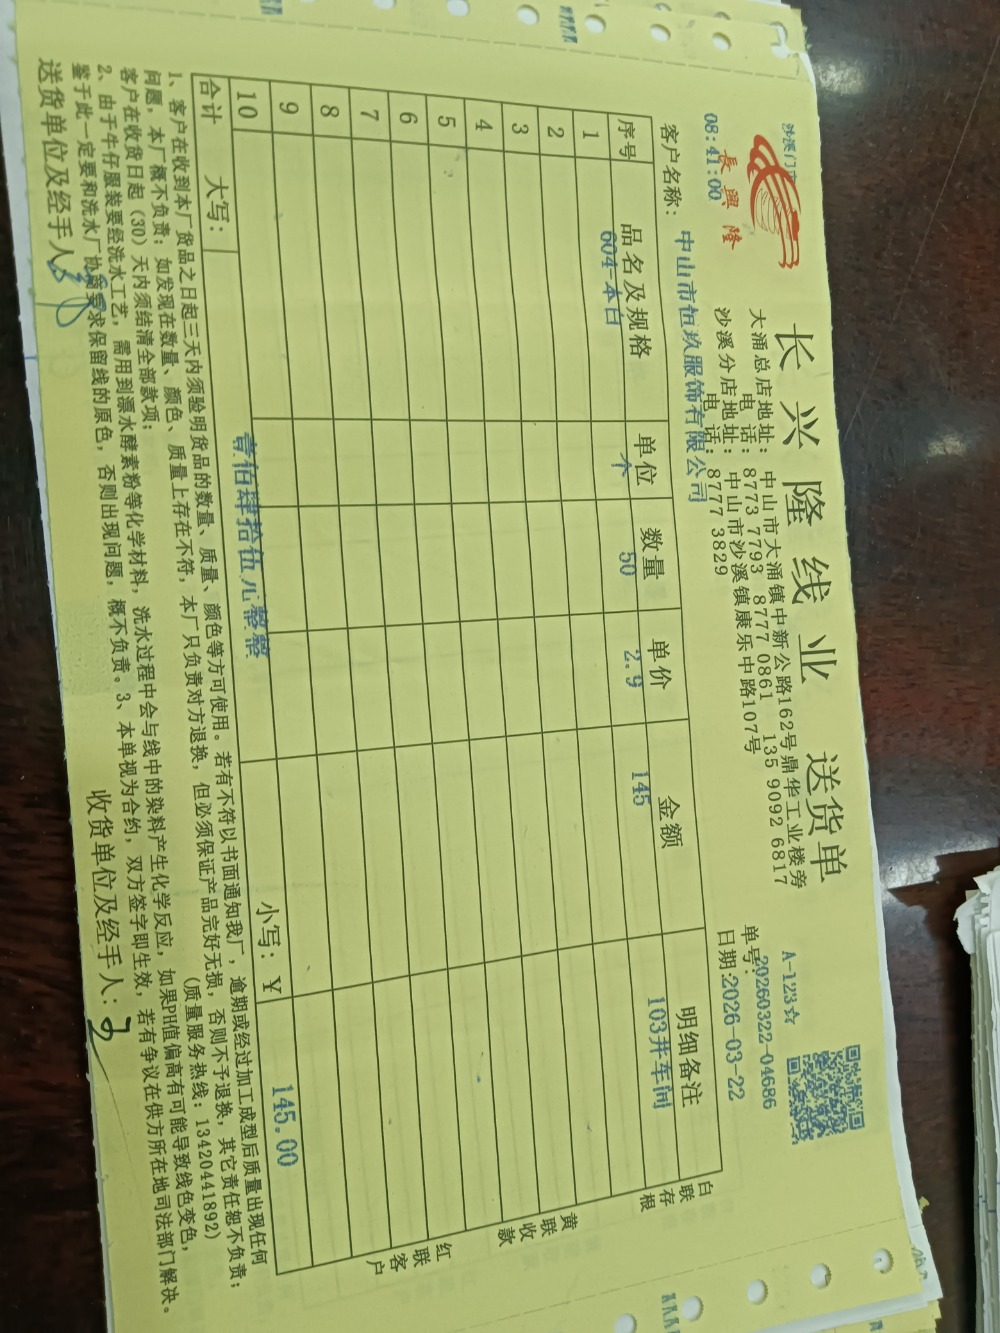 沙溪门市
08:41:00
長興隆
长兴隆线业 送货单
大涌总店地址: 中山市大涌镇中新公路162号鼎华工业楼旁
电 话: 8773 7793 8777 0861 135 9092 6817
沙溪分店地址: 中山市沙溪镇康乐中路107号
电 话: 8777 3829
A-123☆
单号:20260322-04686
日期:2026-03-22
客户名称: 中山市恒玖服饰有限公司
序号 品名及规格 单位 数量 单价 金额 明细备注
1 604-本白 个 50 2.9 145 103井车间
2
3
4
5
6
7
8
9
10
合计 大写: 壹佰肆拾伍元整整 小写: ¥ 145.00
白联存根
黄联收款
红联客户
1、客户在收到本厂货品之日起三天内须验明货品的数量、质量、颜色等方可使用。若有不符以书面通知我厂,逾期或经过加工成型后质量出现任何
问题,本厂概不负责;如发现在数量、颜色、质量上存在不符,本厂只负责对方退换,但必须保证产品完好无损,否则不予退换,其它责任恕不负责;
客户在收货日起(30)天内须结清全部款项; (质量服务热线:13420441892)
2、由于牛仔服装要经洗水工艺,需用到漂水酵素粉等化学材料,洗水过程中会与线中的染料产生化学反应,如果PH值偏高有可能导致线色变色,
鉴于此一定要和洗水厂协商要求保留线的原色,否则出现问题,概不负责。3、本单视为合约,双方签字即生效,若有争议在供方所在地司法部门解决。
送货单位及经手人: 收货单位及经手人: